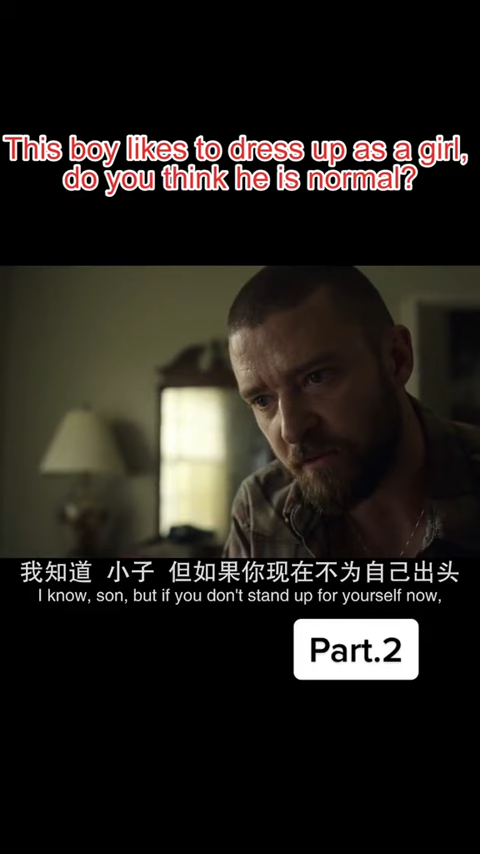 This boy likes to dress up as a girl,
do you think he is normal?
我知道 小子 但如果你现在不为自己出头
I know, son, but if you don't stand up for yourself now,
Part.2